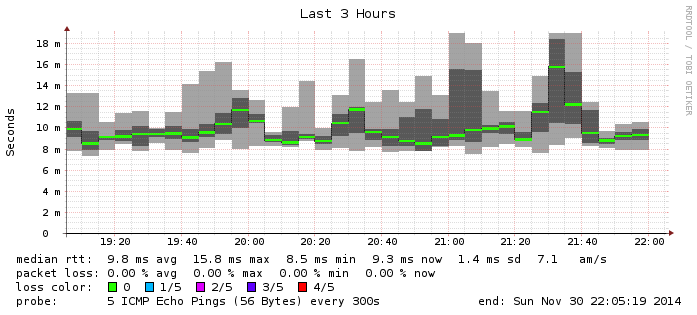 Last 3 Hours
RRDTOOL / TOBI OETIKER
Seconds
18 m
16 m
14 m
12 m
10 m
8 m
6 m
4 m
2 m
0
19:20 19:40 20:00 20:20 20:40 21:00 21:20 21:40 22:00
median rtt: 9.8 ms avg 15.8 ms max 8.5 ms min 9.3 ms now 1.4 ms sd 7.1 am/s
packet loss: 0.00 % avg 0.00 % max 0.00 % min 0.00 % now
loss color: 0 1/5 2/5 3/5 4/5
probe: 5 ICMP Echo Pings (56 Bytes) every 300s end: Sun Nov 30 22:05:19 2014